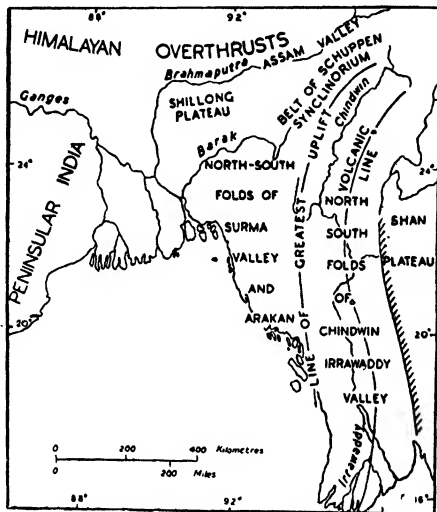 88°
92°
HIMALAYAN OVERTHRUSTS
Brahmaputra ASSAM VALLEY
BELT OF SCHUPPEN
SYNCLINORIUM
Ganges
SHILLONG
PLATEAU
Chindwin
Barak
UPLIFT
VOLCANIC
LINE
24°
24°
PENINSULAR INDIA
NORTH-SOUTH
FOLDS OF
SURMA
VALLEY
AND
ARAKAN
LINE OF GREATEST
NORTH
SOUTH
FOLDS
OF
CHINDWIN
IRRAWADDY
VALLEY
SHAN
PLATEAU
20°
20°
0 200 400 Kilometres
0 200 Miles
Irrawaddy
88°
92°
16°